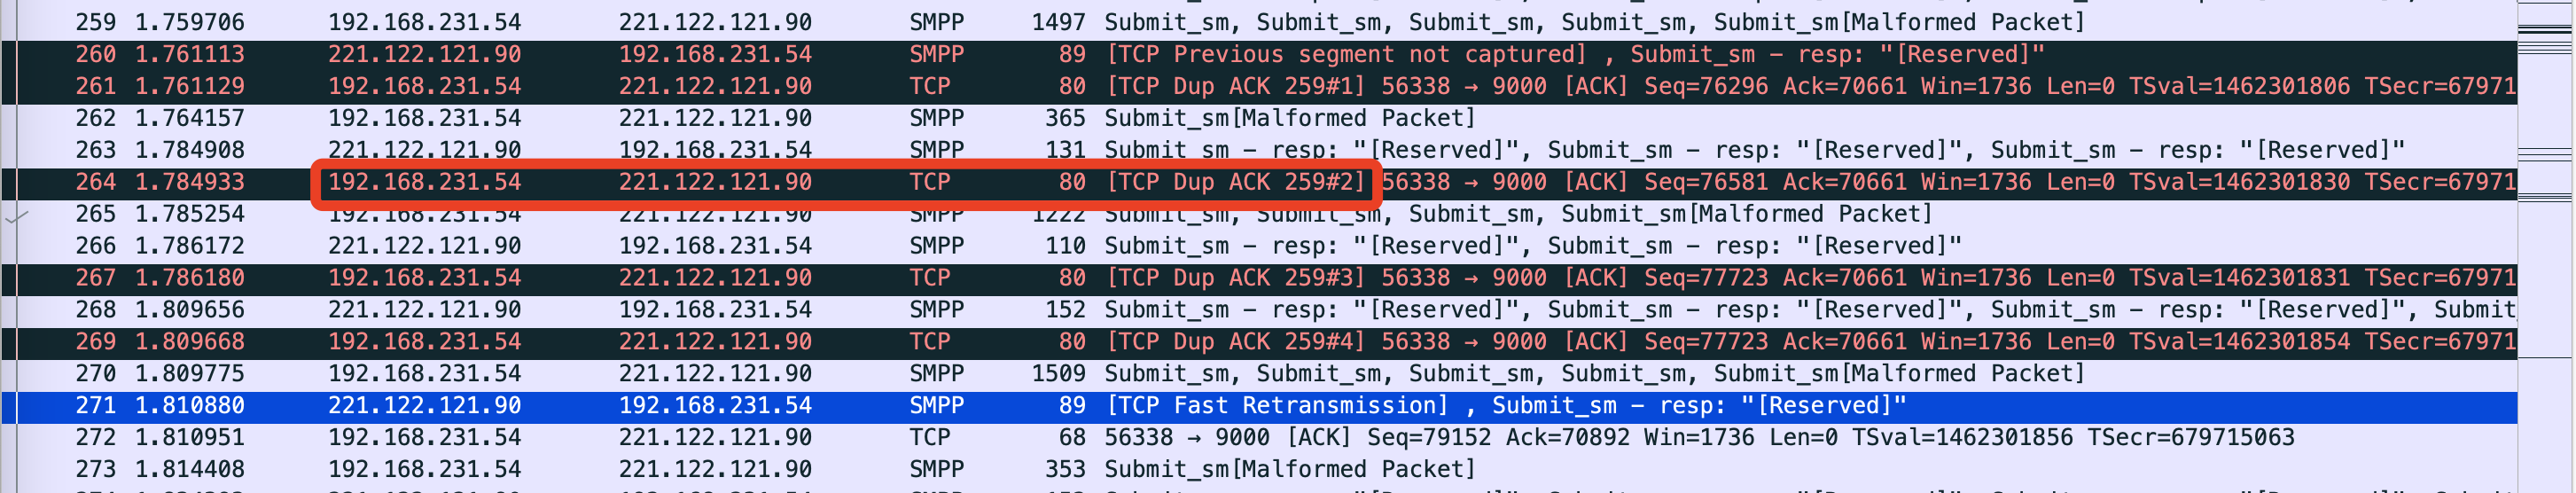 259 1.759706 192.168.231.54 221.122.121.90 SMPP 1497 Submit_sm, Submit_sm, Submit_sm, Submit_sm, Submit_sm[Malformed Packet]
260 1.761113 221.122.121.90 192.168.231.54 SMPP 89 [TCP Previous segment not captured] , Submit_sm - resp: "[Reserved]"
261 1.761129 192.168.231.54 221.122.121.90 TCP 80 [TCP Dup ACK 259#1] 56338 → 9000 [ACK] Seq=76296 Ack=70661 Win=1736 Len=0 TSval=1462301806 TSecr=67971
262 1.764157 192.168.231.54 221.122.121.90 SMPP 365 Submit_sm[Malformed Packet]
263 1.784908 221.122.121.90 192.168.231.54 SMPP 131 Submit_sm - resp: "[Reserved]", Submit_sm - resp: "[Reserved]", Submit_sm - resp: "[Reserved]"
264 1.784933 192.168.231.54 221.122.121.90 TCP 80 [TCP Dup ACK 259#2] 56338 → 9000 [ACK] Seq=76581 Ack=70661 Win=1736 Len=0 TSval=1462301830 TSecr=67971
265 1.785254 192.168.231.54 221.122.121.90 SMPP 1222 Submit_sm, Submit_sm, Submit_sm, Submit_sm[Malformed Packet]
266 1.786172 221.122.121.90 192.168.231.54 SMPP 110 Submit_sm - resp: "[Reserved]", Submit_sm - resp: "[Reserved]"
267 1.786180 192.168.231.54 221.122.121.90 TCP 80 [TCP Dup ACK 259#3] 56338 → 9000 [ACK] Seq=77723 Ack=70661 Win=1736 Len=0 TSval=1462301831 TSecr=67971
268 1.809656 221.122.121.90 192.168.231.54 SMPP 152 Submit_sm - resp: "[Reserved]", Submit_sm - resp: "[Reserved]", Submit_sm - resp: "[Reserved]", Submit
269 1.809668 192.168.231.54 221.122.121.90 TCP 80 [TCP Dup ACK 259#4] 56338 → 9000 [ACK] Seq=77723 Ack=70661 Win=1736 Len=0 TSval=1462301854 TSecr=67971
270 1.809775 192.168.231.54 221.122.121.90 SMPP 1509 Submit_sm, Submit_sm, Submit_sm, Submit_sm, Submit_sm[Malformed Packet]
271 1.810880 221.122.121.90 192.168.231.54 SMPP 89 [TCP Fast Retransmission] , Submit_sm - resp: "[Reserved]"
272 1.810951 192.168.231.54 221.122.121.90 TCP 68 56338 → 9000 [ACK] Seq=79152 Ack=70892 Win=1736 Len=0 TSval=1462301856 TSecr=679715063
273 1.814408 192.168.231.54 221.122.121.90 SMPP 353 Submit_sm[Malformed Packet]